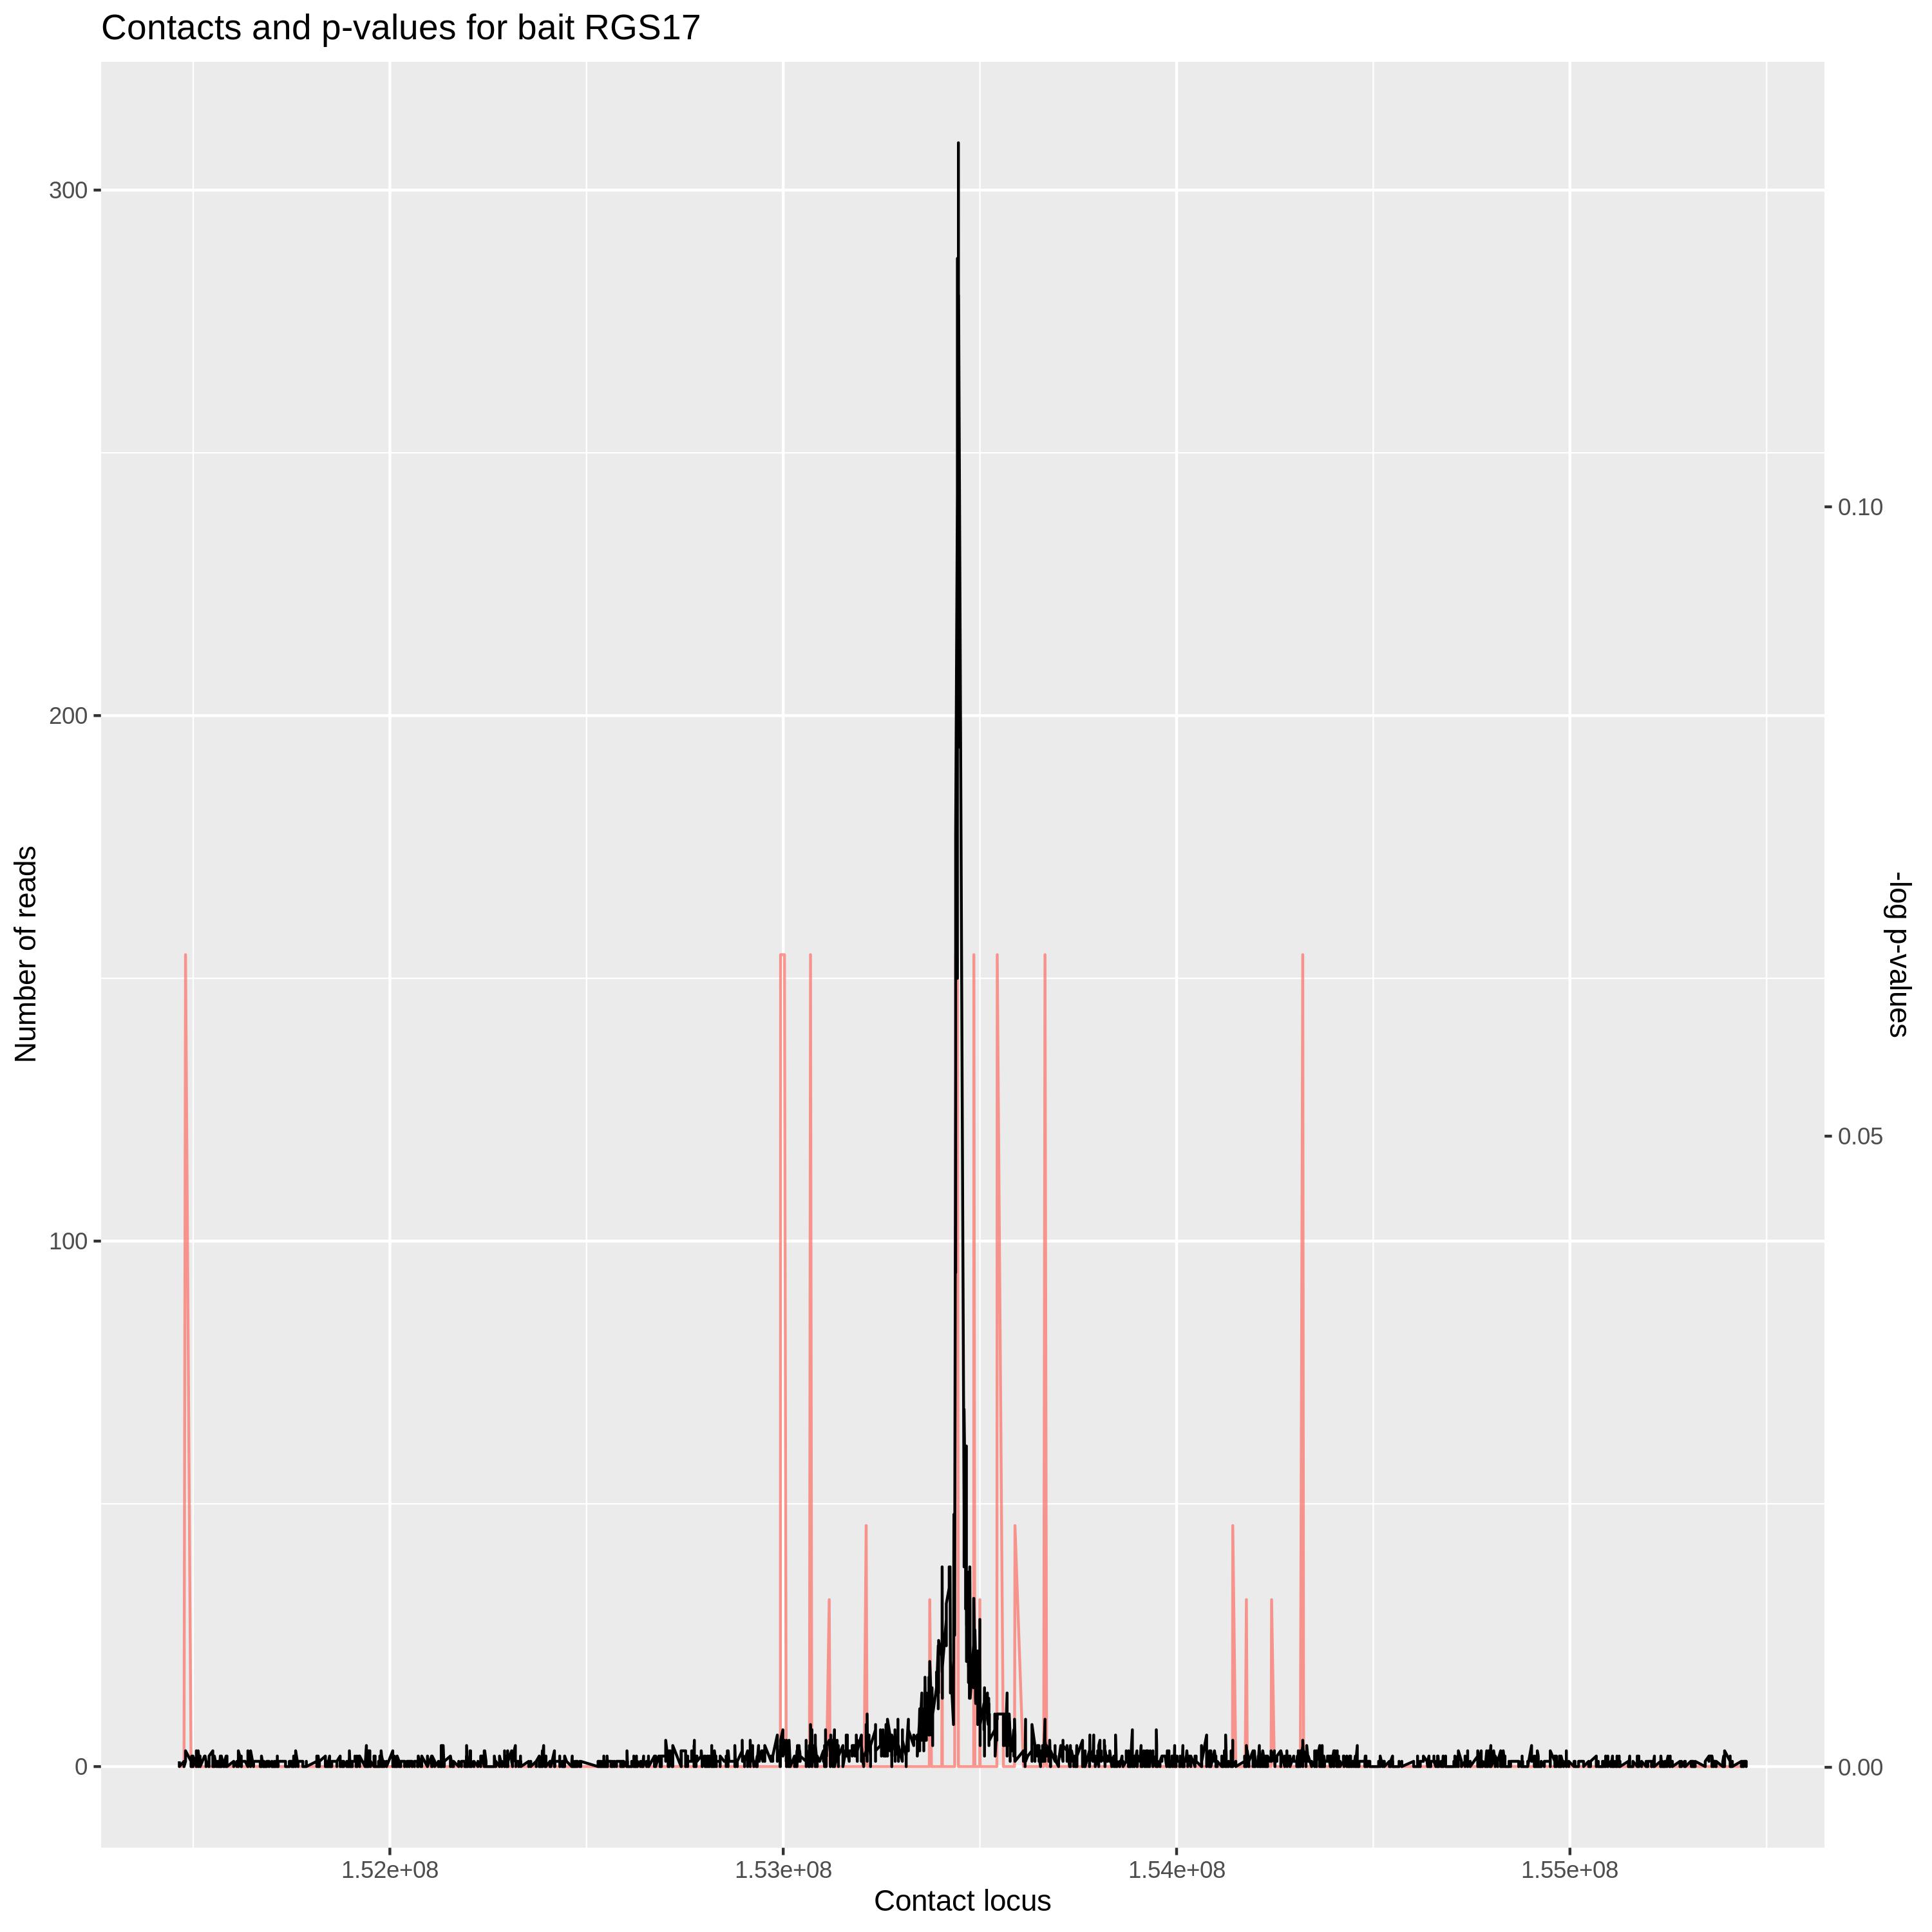 Contacts and p-values for bait RGS17
300
200
100
0
Number of reads
0.10
0.05
0.00
-log p-values
1.52e+08 1.53e+08 1.54e+08 1.55e+08
Contact locus